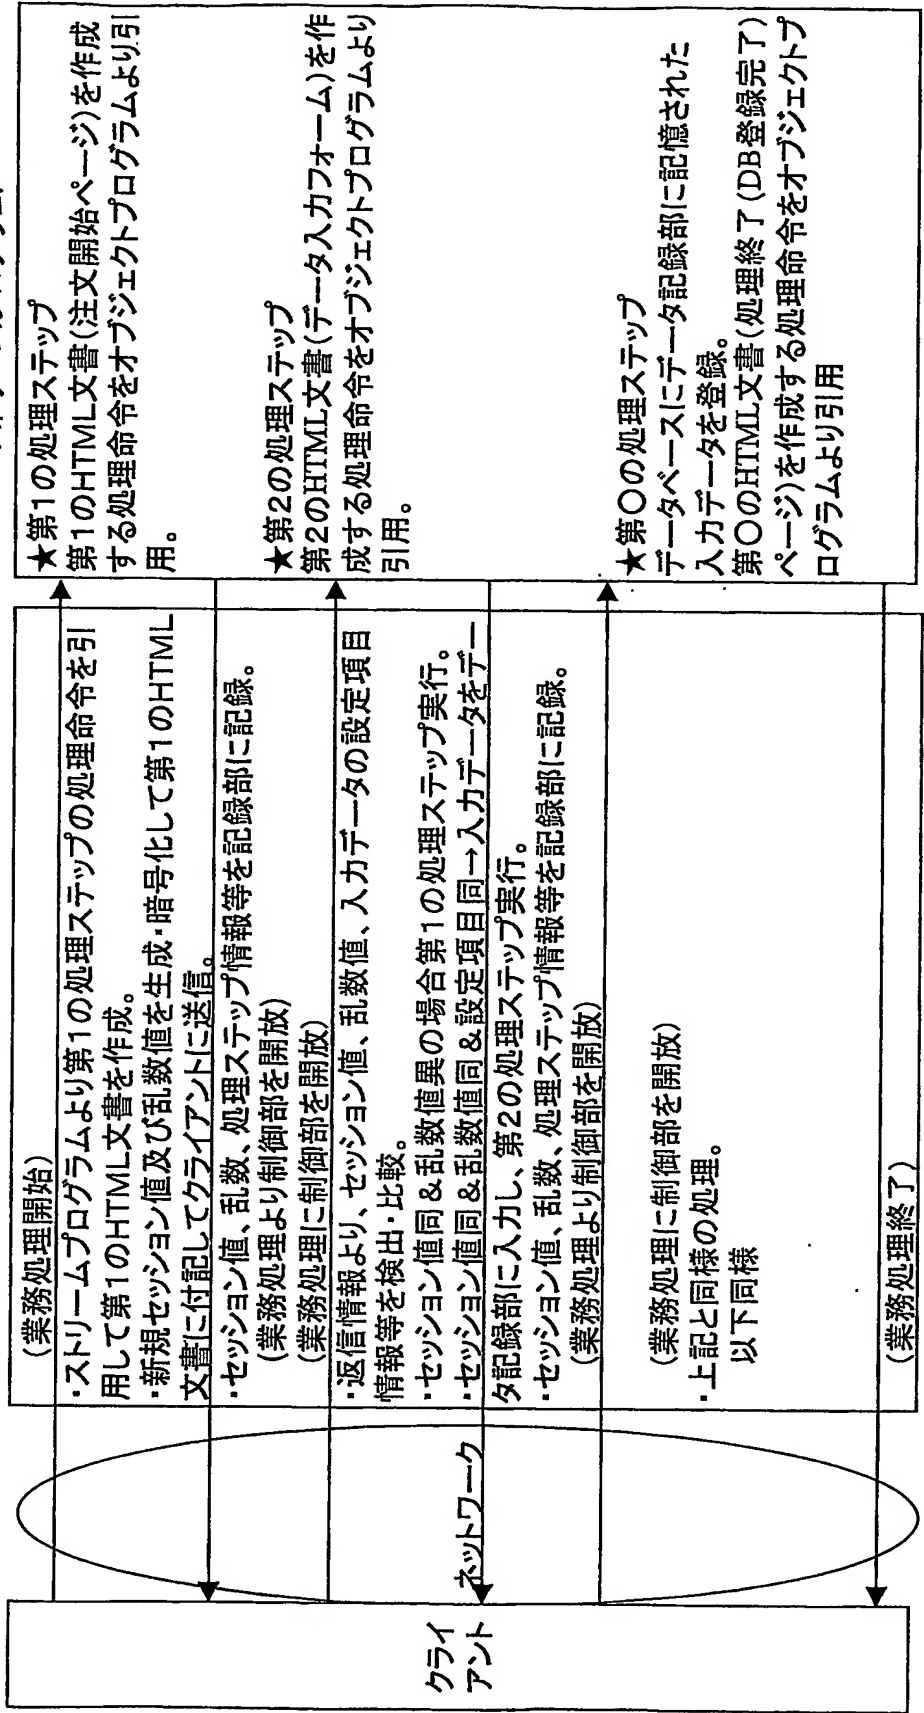 クライ
アント
ネットワーク
(業務処理開始)
・ストリームプログラムより第1の処理ステップの処理命令を引
用して第1のHTML文書を作成。
・新規セッション値及び乱数値を生成・暗号化して第1のHTML
文書に付記してクライアントに送信。
・セッション値、乱数、処理ステップ情報等を記録部に記録。
(業務処理より制御部を開放)
(業務処理に制御部を開放)
・返信情報より、セッション値、乱数値、入力データの設定項目
情報等を検出・比較。
・セッション値同&乱数値異の場合第1の処理ステップ実行。
・セッション値同&乱数値同&設定項目同→入力データをデー
タ記録部に入力し、第2の処理ステップ実行。
・セッション値、乱数、処理ステップ情報等を記録部に記録。
(業務処理より制御部を開放)
(業務処理に制御部を開放)
・上記と同様の処理。
以下同様
(業務処理終了)
★第1の処理ステップ
第1のHTML文書(注文開始ページ)を作成
する処理命令をオブジェクトプログラムより引
用。
★第2の処理ステップ
第2のHTML文書(データ入力フォーム)を作
成する処理命令をオブジェクトプログラムより
引用。
★第〇の処理ステップ
データベースにデータ記録部に記憶された
入力データを登録。
第〇のHTML文書(処理終了(DB登録完了)
ページ)を作成する処理命令をオブジェクトプ
ログラムより引用